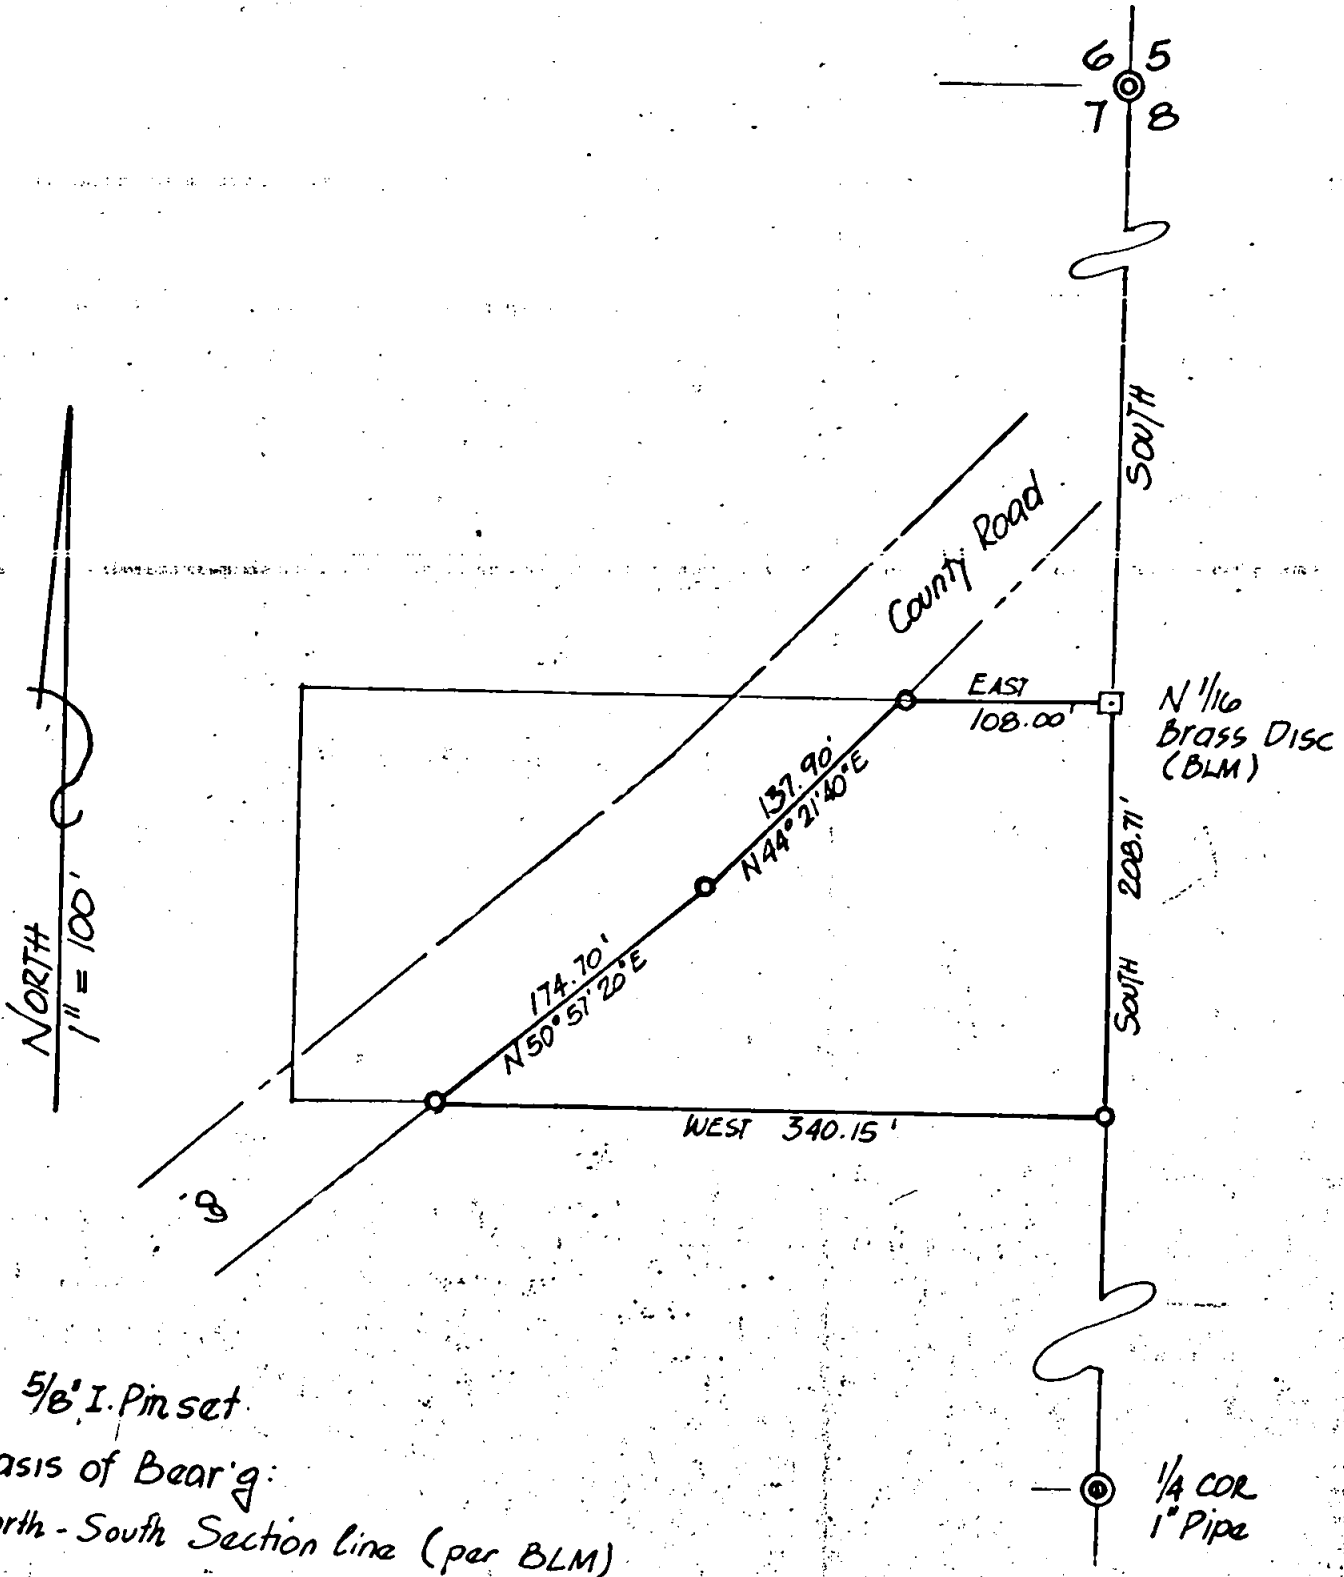 6 5
7 8
SOUTH
County Road
EAST
108.00'
N 1/16
Brass Disc
(BLM)
137.90'
N44°21'40"E
208.71'
SOUTH
174.70'
N50°57'20"E
NORTH
1" = 100'
WEST 340.15'
5/8" I. Pin set
asis of Bear'g:
orth - South Section line (per BLM)
1/4 COR
1" Pipe